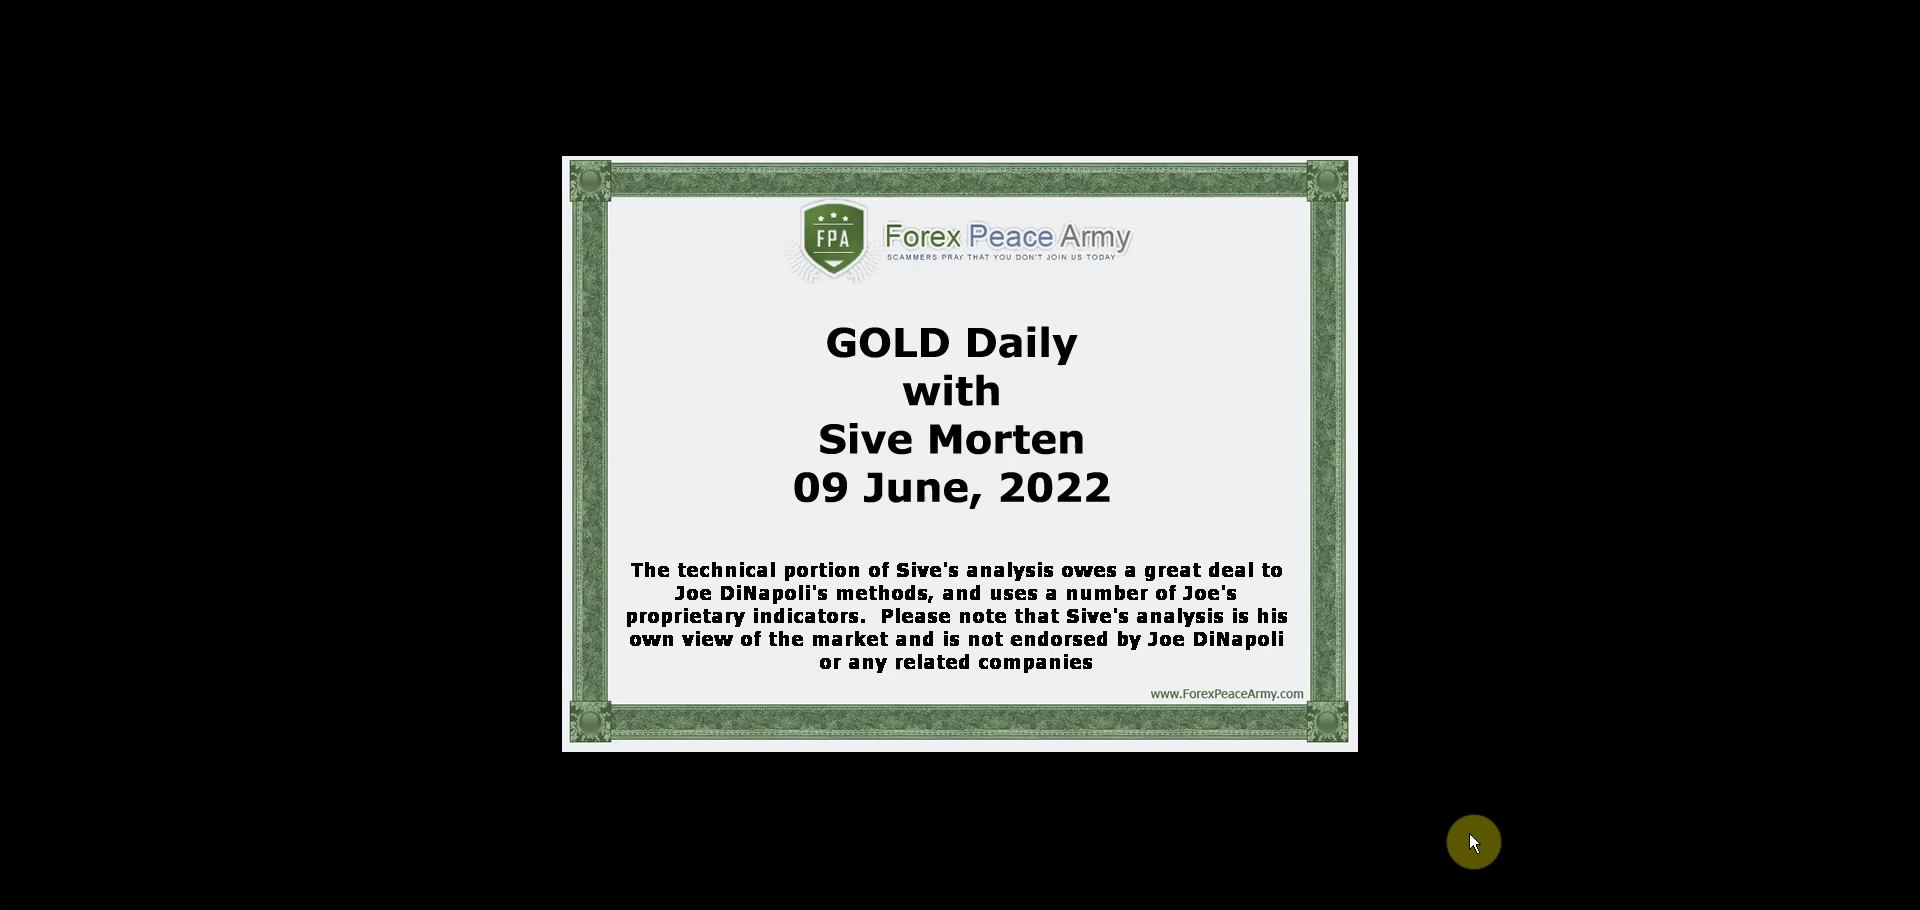 FPA
Forex Peace Army
SCAMMERS PRAY THAT YOU DON'T JOIN US TODAY
GOLD Daily
with
Sive Morten
09 June, 2022
The technical portion of Sive's analysis owes a great deal to
Joe DiNapoli's methods, and uses a number of Joe's
proprietary indicators.  Please note that Sive's analysis is his
own view of the market and is not endorsed by Joe DiNapoli
or any related companies
www.ForexPeaceArmy.com